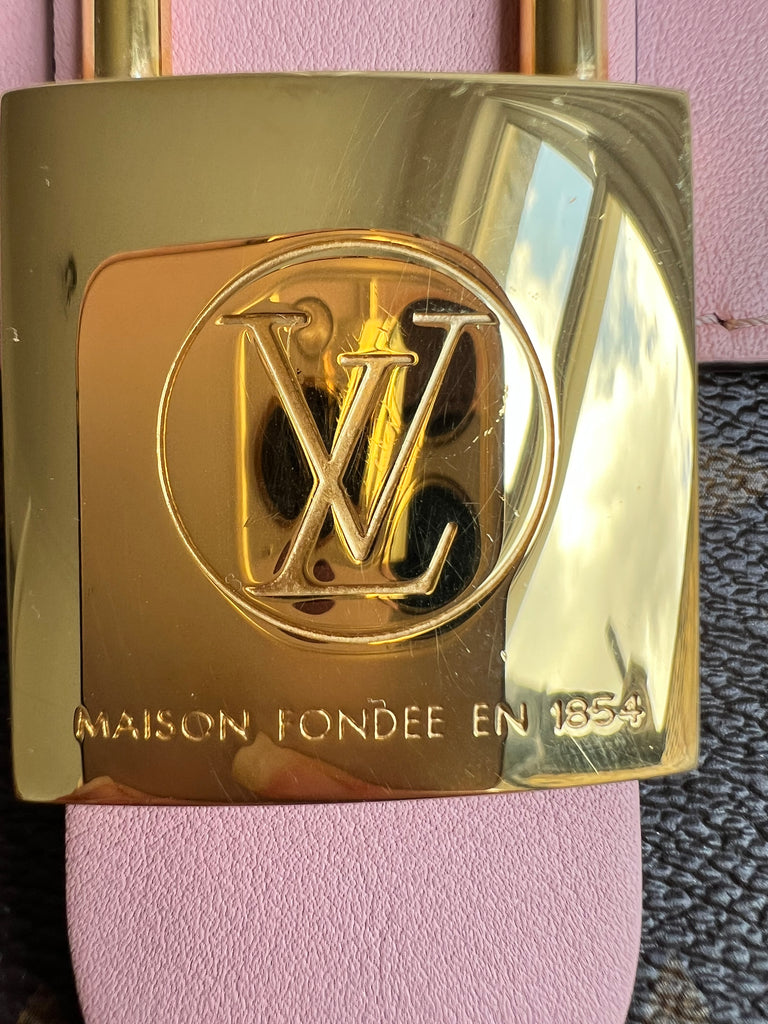 LV
MAISON FONDEE EN 1854